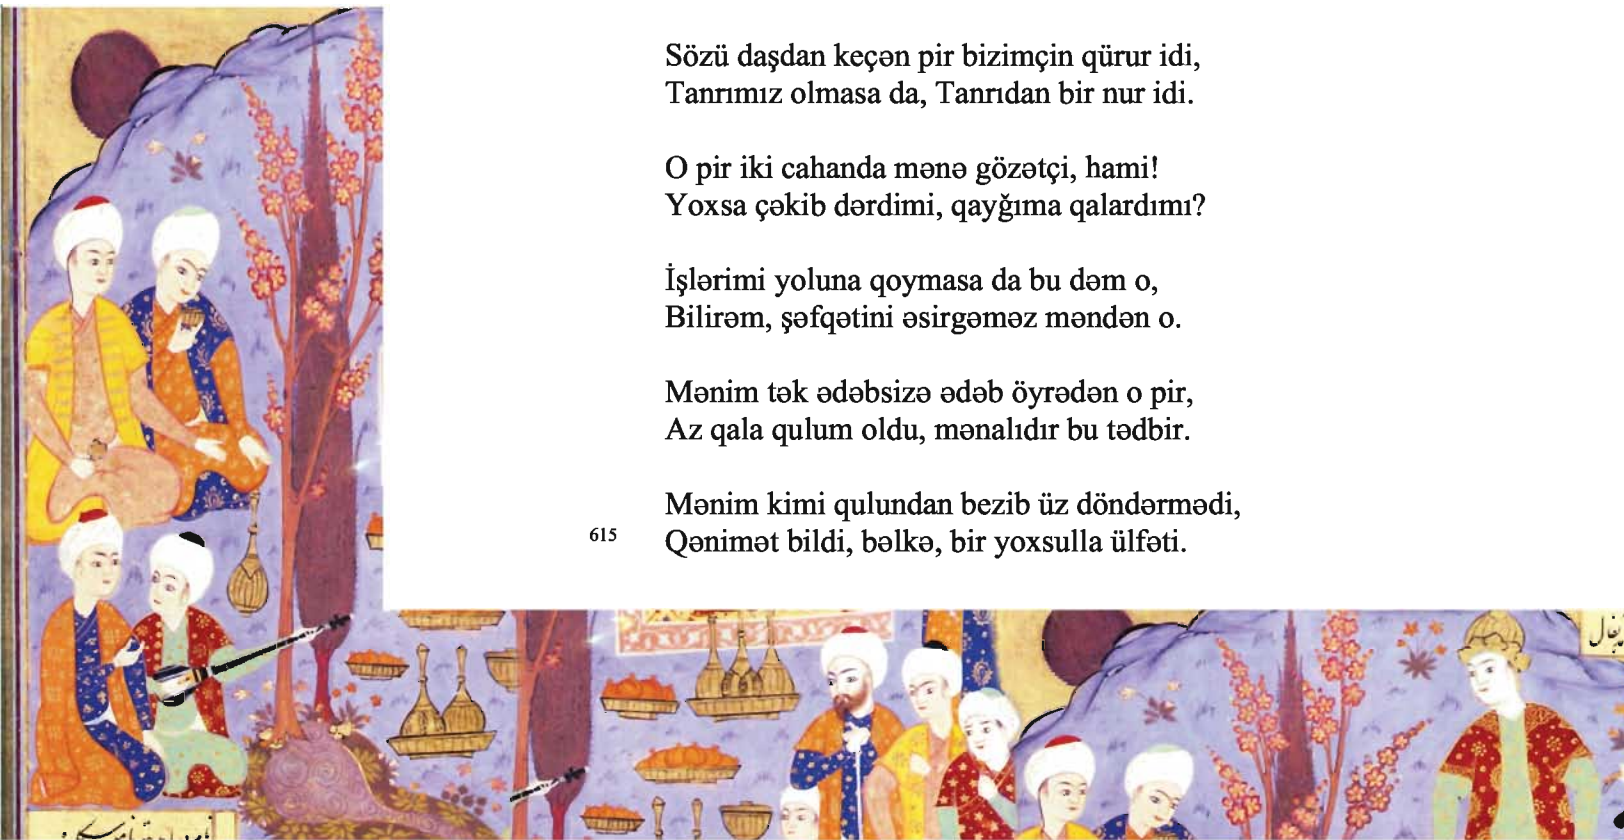 Sözü daşdan keçən pir bizimçin qürur idi,
Tanrımız olmasa da, Tanrıdan bir nur idi.
O pir iki cahanda mənə gözətçi, hami!
Yoxsa çəkib dərdimi, qayğıma qalardımı?
İşlərimi yoluna qoymasa da bu dəm o,
Bilirəm, şəfqətini əsirgəməz məndən o.
Mənim tək ədəbsizə ədəb öyrədən o pir,
Az qala qulum oldu, mənalıdır bu tədbir.
Mənim kimi qulundan bezib üz döndərmədi,
615 Qənimət bildi, bəlkə, bir yoxsulla ülfəti.